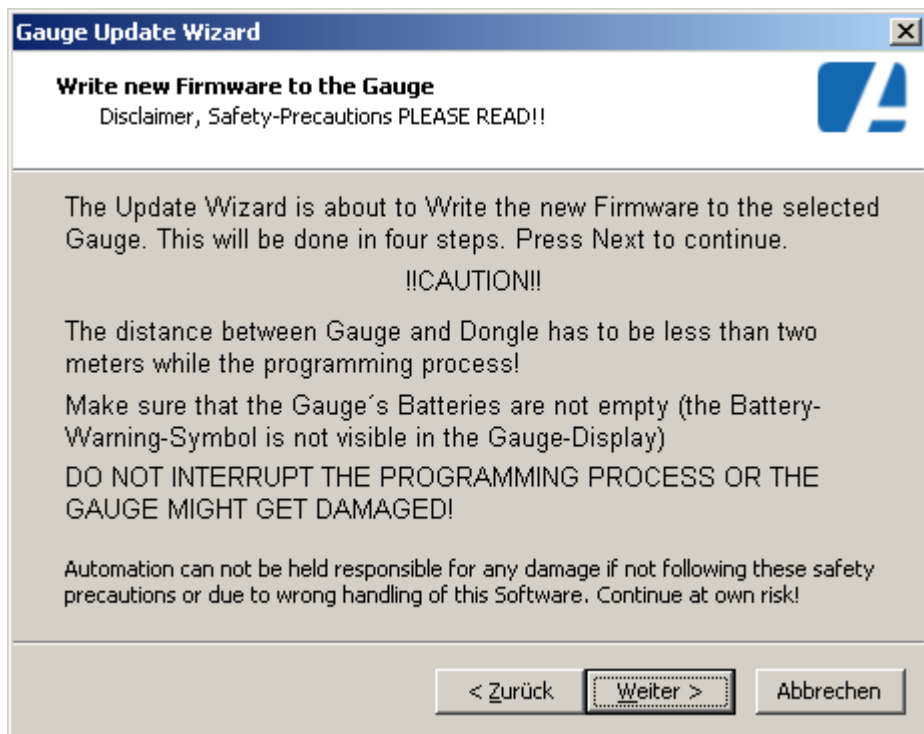 Gauge Update Wizard
Write new Firmware to the Gauge
Disclaimer, Safety-Precautions PLEASE READ!!
The Update Wizard is about to Write the new Firmware to the selected
Gauge. This will be done in four steps. Press Next to continue.
!!CAUTION!!
The distance between Gauge and Dongle has to be less than two
meters while the programming process!
Make sure that the Gauge´s Batteries are not empty (the Battery-
Warning-Symbol is not visible in the Gauge-Display)
DO NOT INTERRUPT THE PROGRAMMING PROCESS OR THE
GAUGE MIGHT GET DAMAGED!
Automation can not be held responsible for any damage if not following these safety
precautions or due to wrong handling of this Software. Continue at own risk!
< Zurück Weiter > Abbrechen